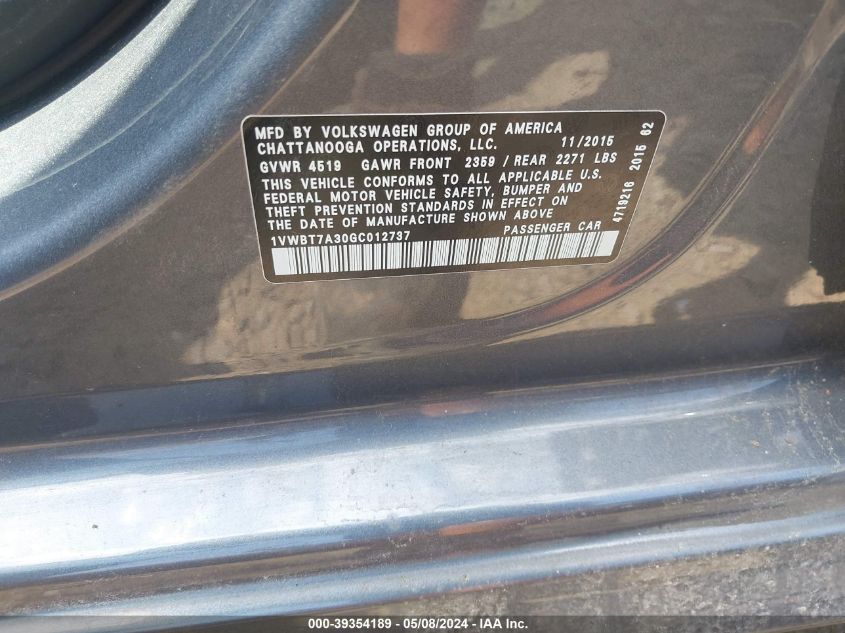 MFD BY VOLKSWAGEN GROUP OF AMERICA
CHATTANOOGA OPERATIONS, LLC. 11/2015
GVWR 4519 GAWR FRONT 2359 / REAR 2271 LBS
THIS VEHICLE CONFORMS TO ALL APPLICABLE U.S.
FEDERAL MOTOR VEHICLE SAFETY, BUMPER AND
THEFT PREVENTION STANDARDS IN EFFECT ON
THE DATE OF MANUFACTURE SHOWN ABOVE
1VWBT7A30GC012737 PASSENGER CAR
4719216 2015 62
000-39354189 - 05/08/2024 - IAA Inc.